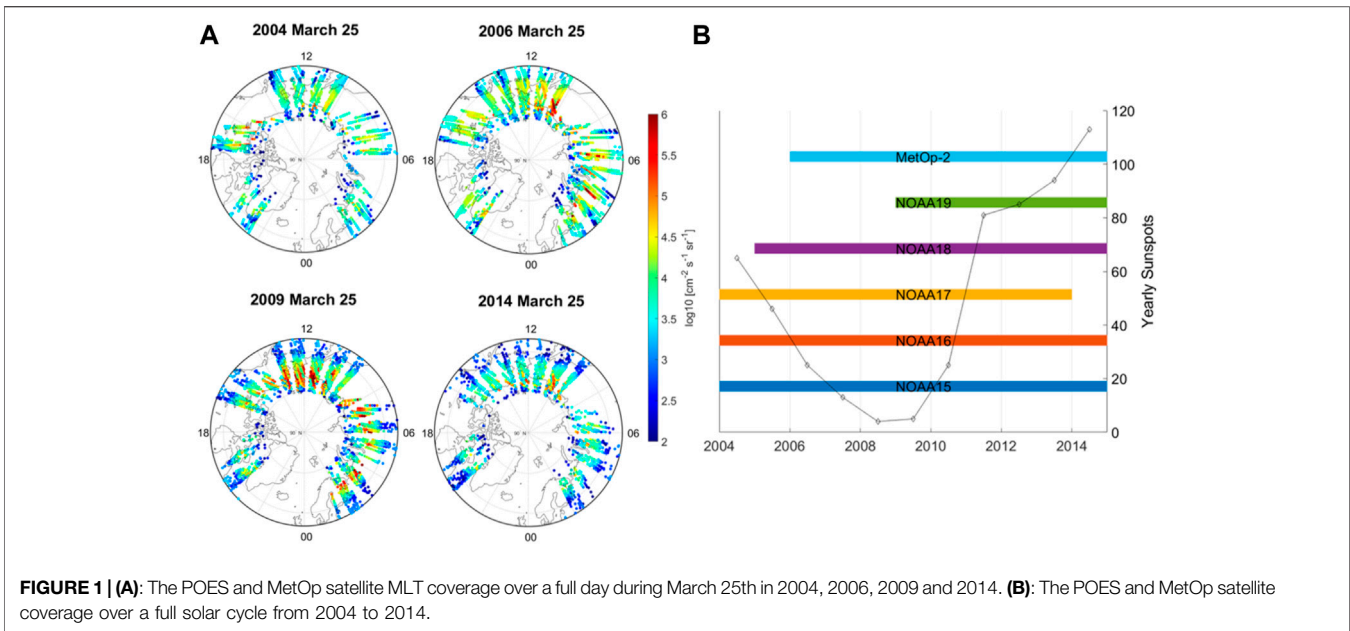 A
2004 March 25
2006 March 25
B
12
12
18
06
00
00
90 N
90 N
2009 March 25
2014 March 25
12
12
18
06
18
06
00
00
90 N
90 N
6
5.5
5
4.5
4
3.5
3
2.5
2
log10 [cm-2 s-1 sr-1]
120
100
80
60
40
20
0
Yearly Sunspots
MetOp-2
NOAA19
NOAA18
NOAA17
NOAA16
NOAA15
2004 2006 2008 2010 2012 2014
FIGURE 1 | (A): The POES and MetOp satellite MLT coverage over a full day during March 25th in 2004, 2006, 2009 and 2014. (B): The POES and MetOp satellite
coverage over a full solar cycle from 2004 to 2014.